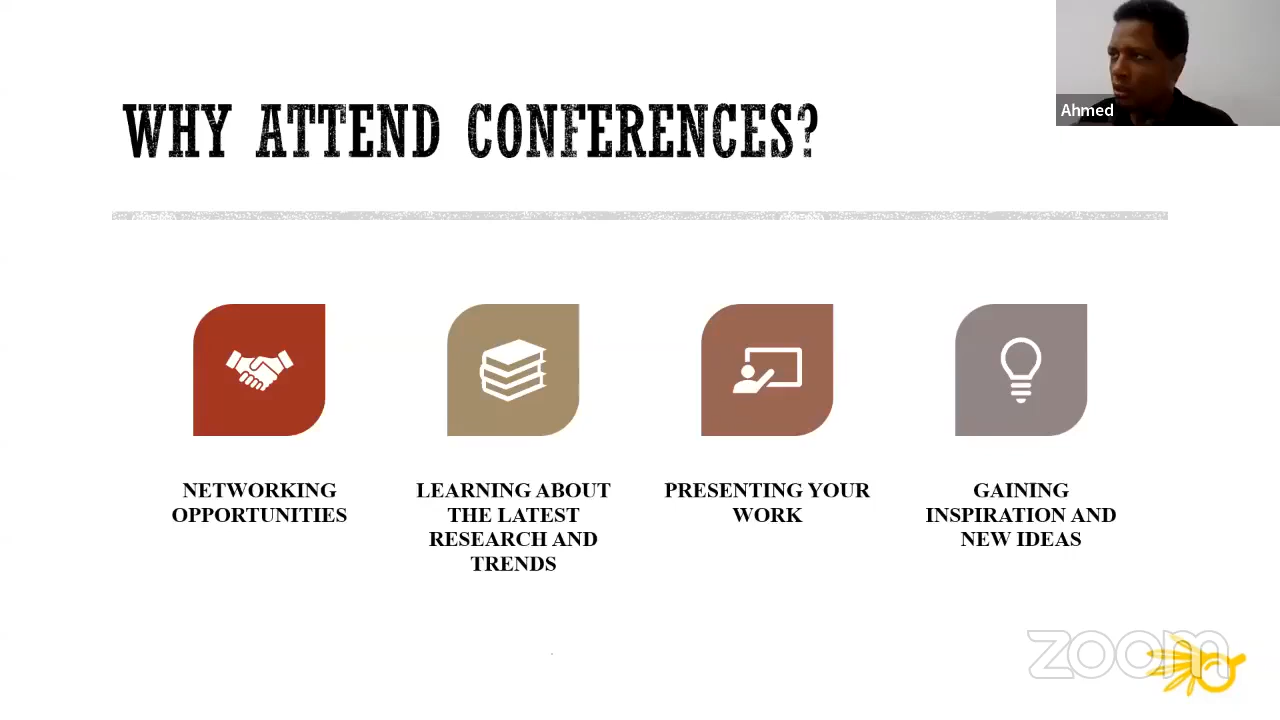 Ahmed
WHY ATTEND CONFERENCES?
NETWORKING
OPPORTUNITIES
LEARNING ABOUT
THE LATEST
RESEARCH AND
TRENDS
PRESENTING YOUR
WORK
GAINING
INSPIRATION AND
NEW IDEAS
zoom